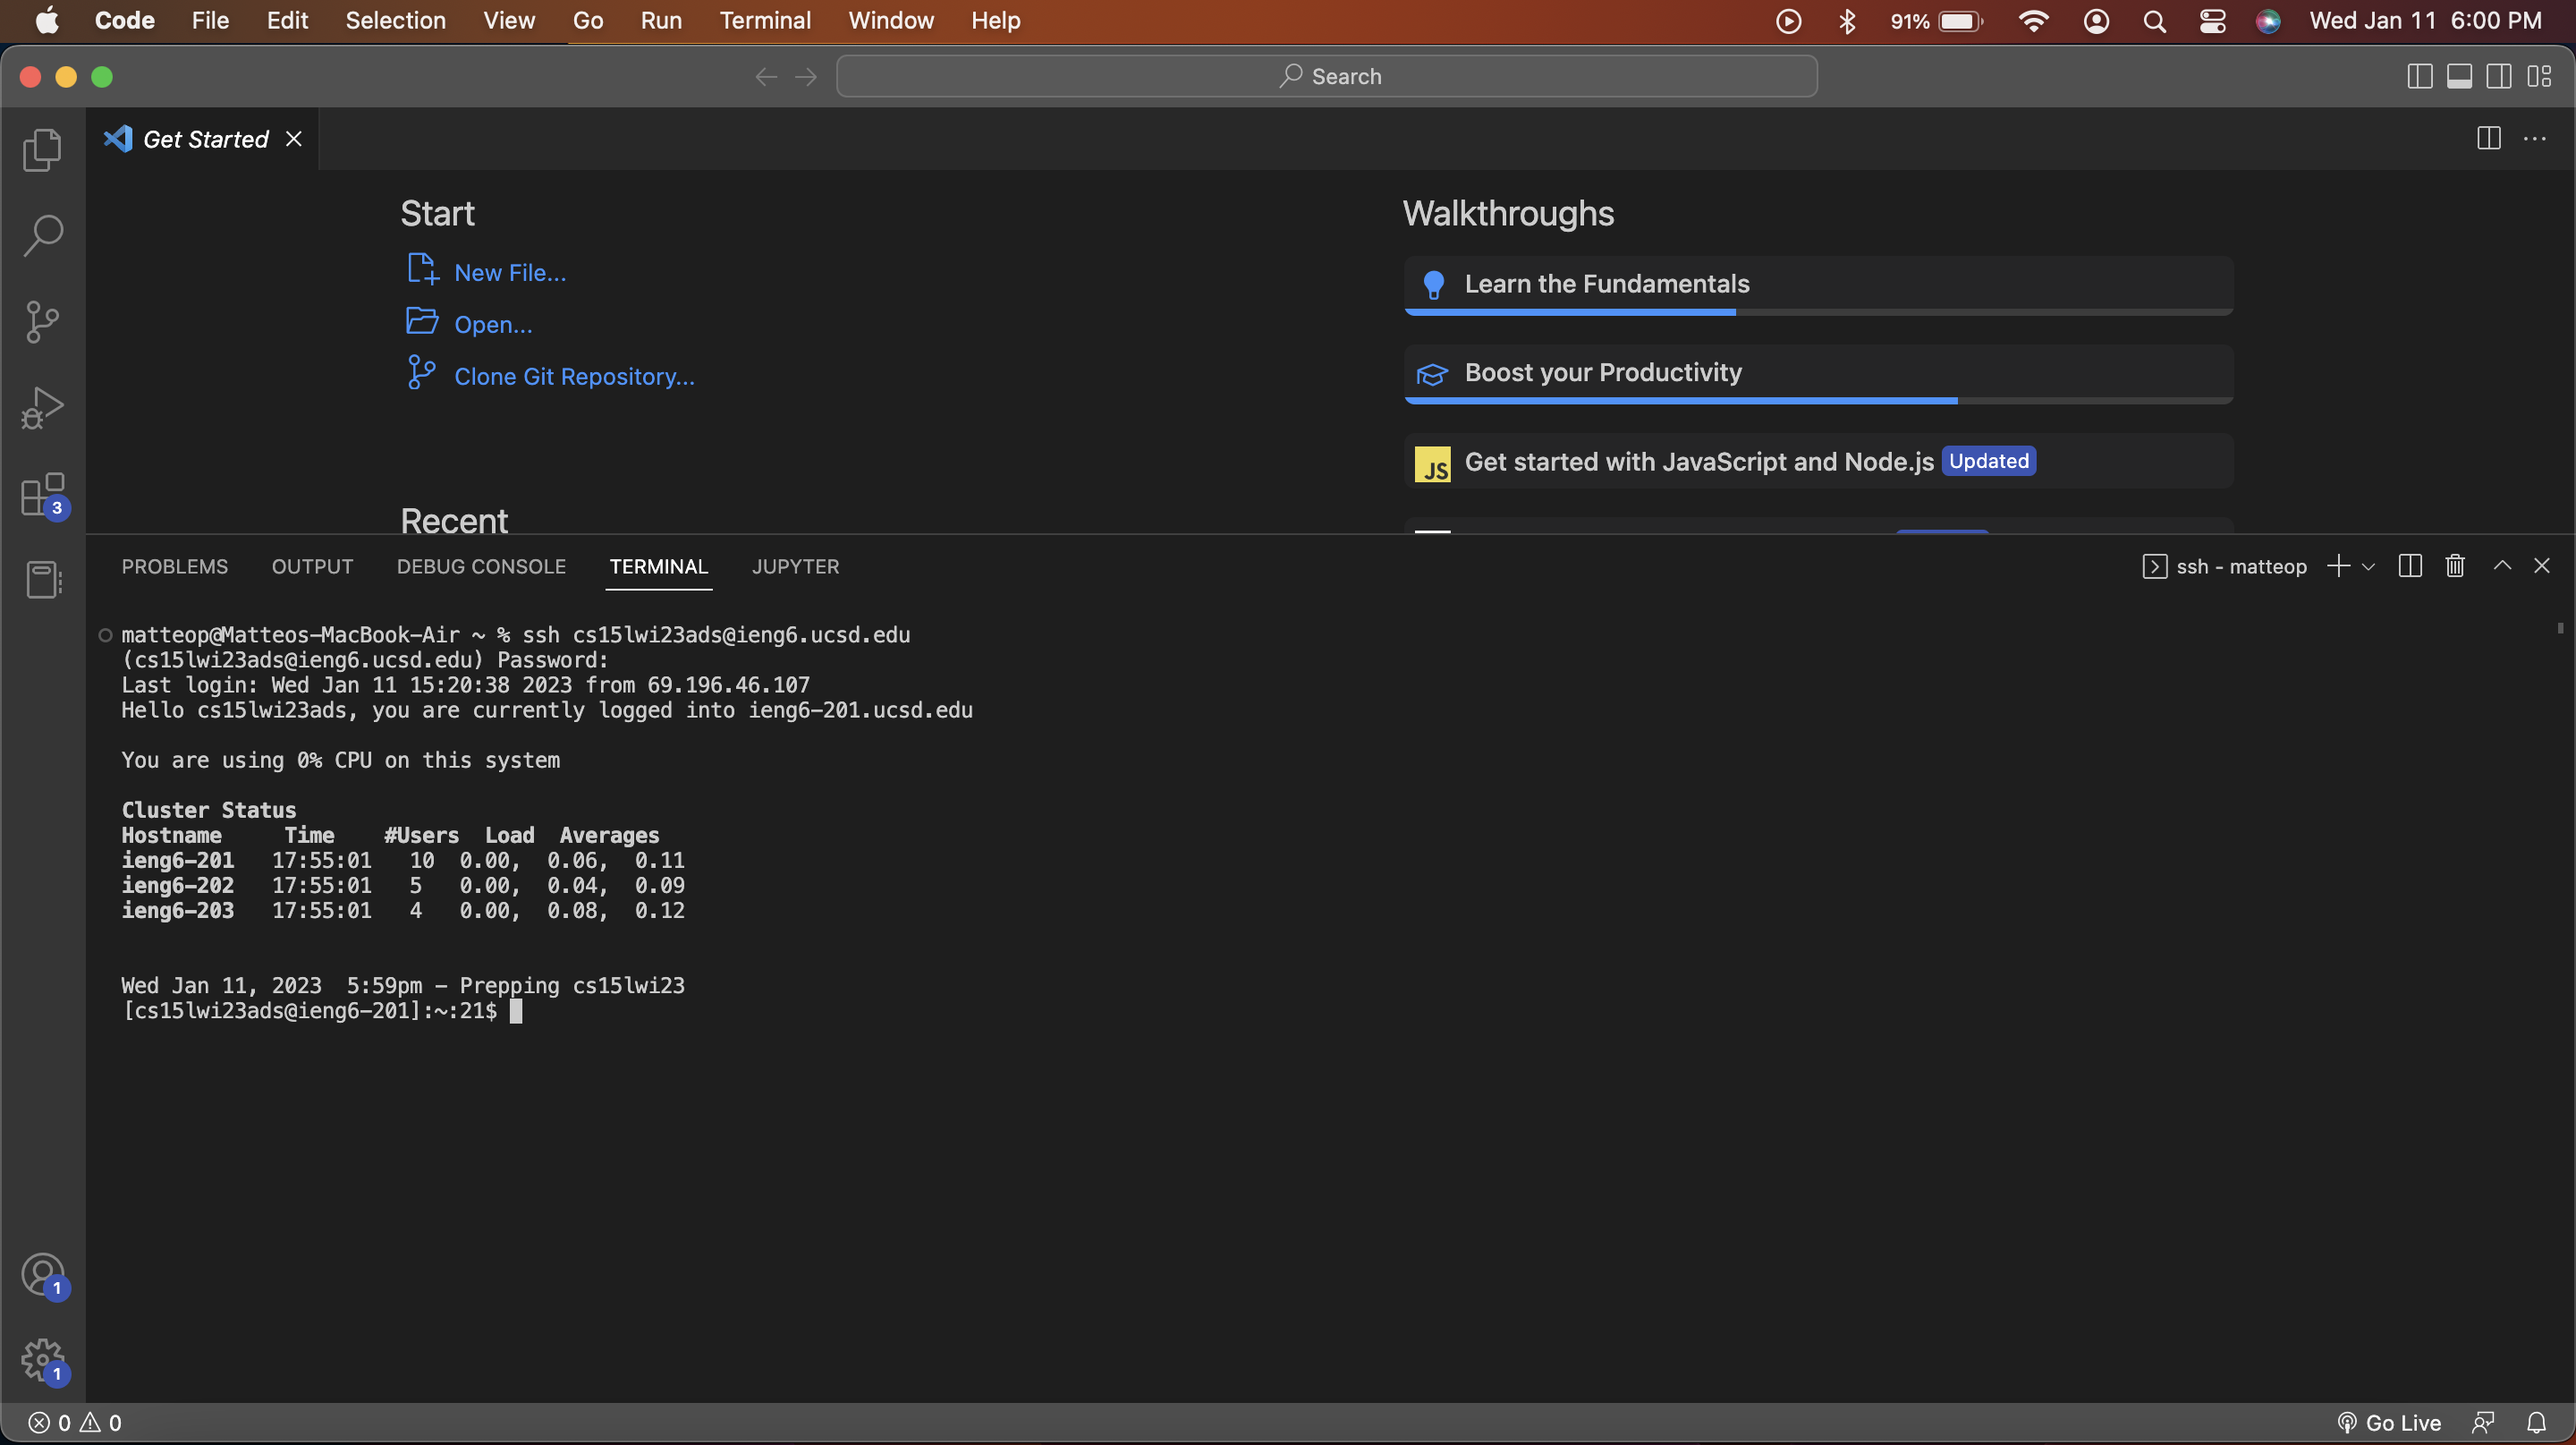 Code File Edit Selection View Go Run Terminal Window Help 91% Wed Jan 11 6:00 PM
Search
Get Started
Start
New File...
Open...
Clone Git Repository...
Recent
Walkthroughs
Learn the Fundamentals
Boost your Productivity
JS Get started with JavaScript and Node.js Updated
3
PROBLEMS OUTPUT DEBUG CONSOLE TERMINAL JUPYTER ssh - matteop
matteop@Matteos-MacBook-Air ~ % ssh cs15lwi23ads@ieng6.ucsd.edu
(cs15lwi23ads@ieng6.ucsd.edu) Password:
Last login: Wed Jan 11 15:20:38 2023 from 69.196.46.107
Hello cs15lwi23ads, you are currently logged into ieng6-201.ucsd.edu
You are using 0% CPU on this system
Cluster Status
Hostname Time #Users Load Averages
ieng6-201 17:55:01 10 0.00, 0.06, 0.11
ieng6-202 17:55:01 5 0.00, 0.04, 0.09
ieng6-203 17:55:01 4 0.00, 0.08, 0.12
Wed Jan 11, 2023 5:59pm - Prepping cs15lwi23
[cs15lwi23ads@ieng6-201]:~:21$
1
1
0 0 Go Live